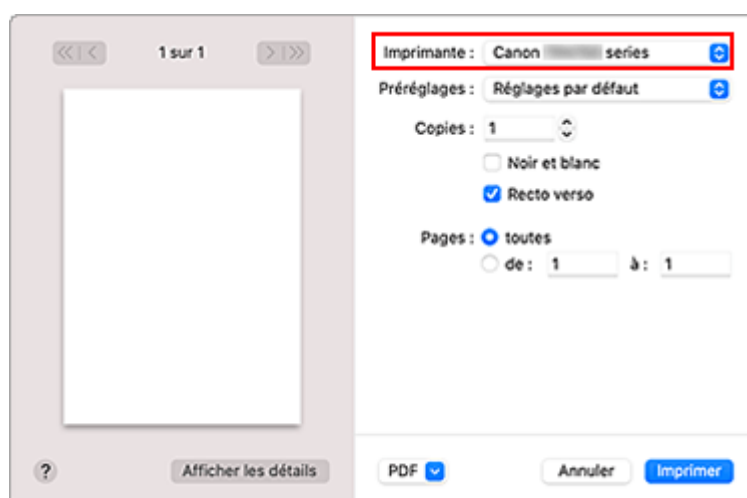 1 sur 1
Imprimante : Canon series
Préréglages : Réglages par défaut
Copies : 1
Noir et blanc
Recto verso
Pages : toutes
de : 1 à : 1
? Afficher les détails PDF Annuler Imprimer